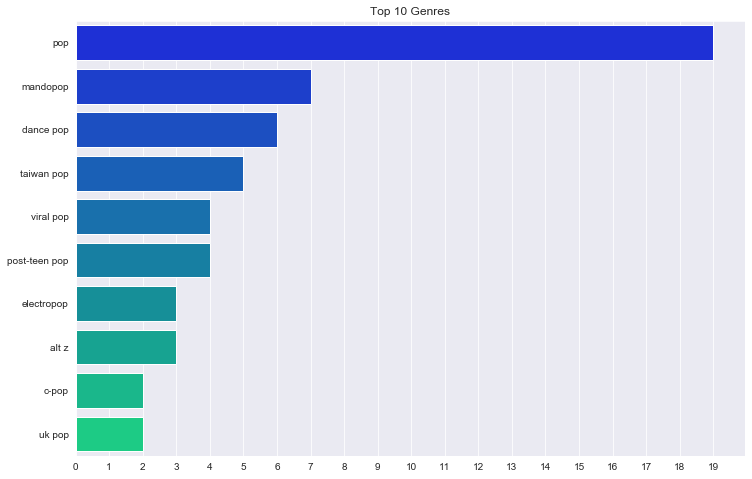 Top 10 Genres
pop
mandopop
dance pop
taiwan pop
viral pop
post-teen pop
electropop
alt z
c-pop
uk pop
0 1 2 3 4 5 6 7 8 9 10 11 12 13 14 15 16 17 18 19